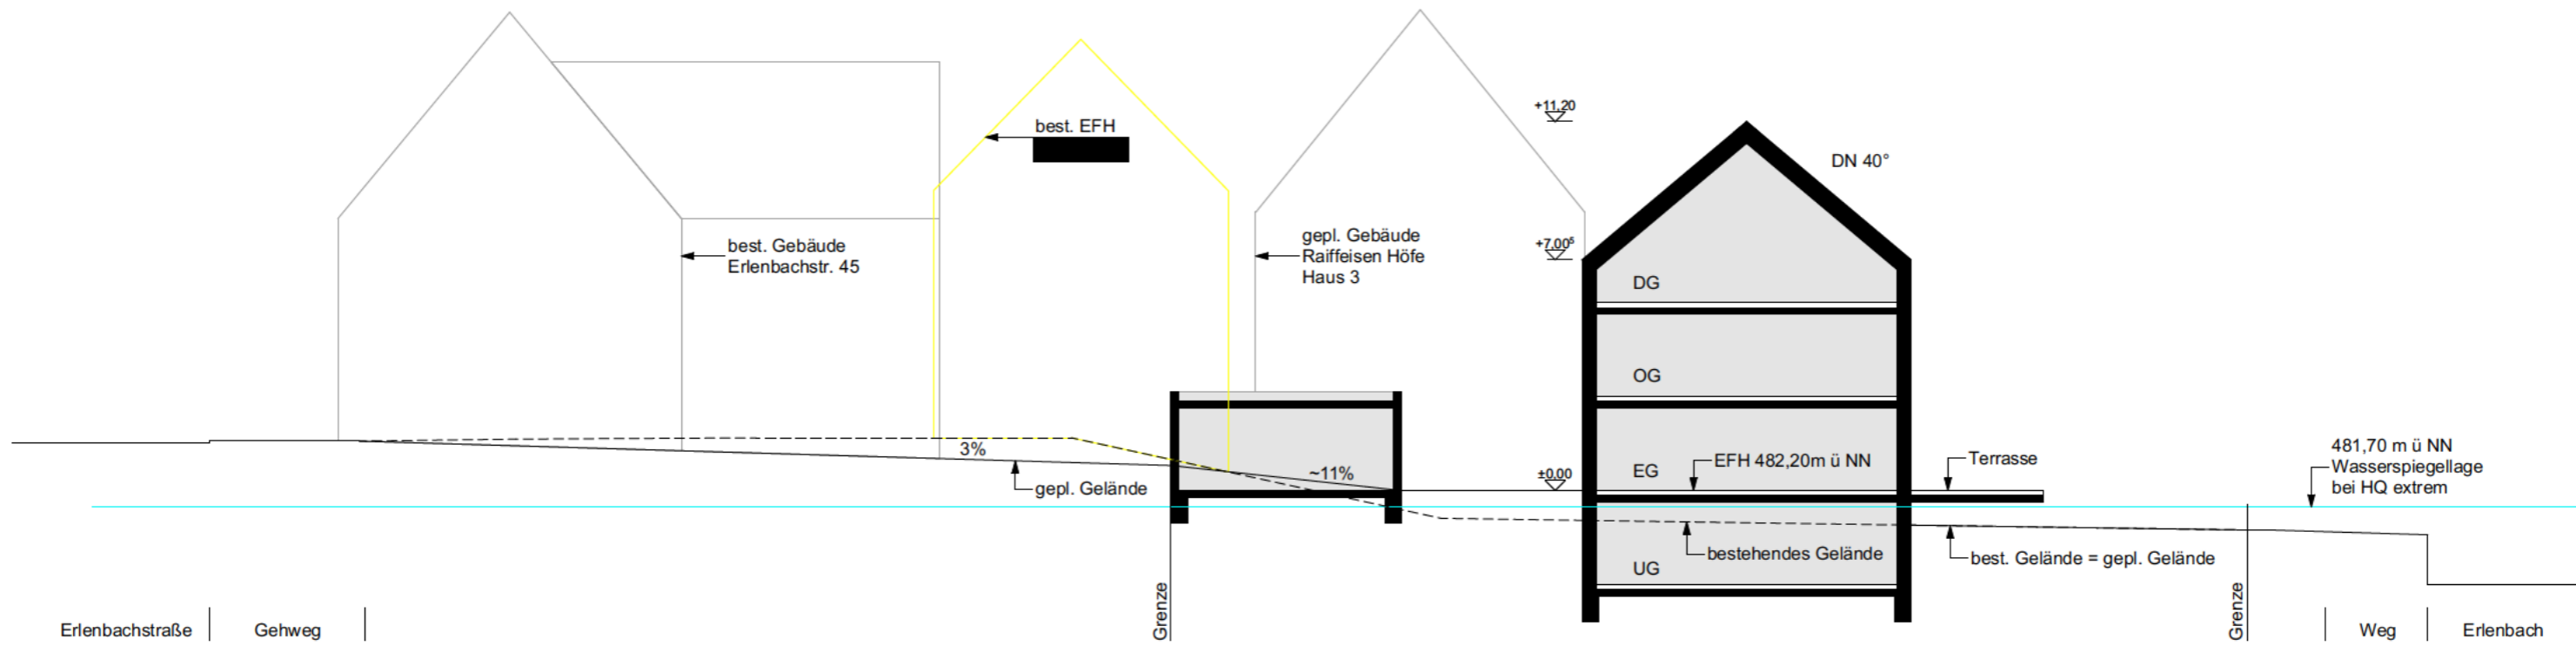 best. EFH
best. Gebäude
Erlenbachstr. 45
gepl. Gebäude
Raiffeisen Höfe
Haus 3
+11,20
+7,00⁵
±0,00
DN 40°
DG
OG
EG
UG
EFH 482,20m ü NN
Terrasse
481,70 m ü NN
Wasserspiegellage
bei HQ extrem
3%
~11%
gepl. Gelände
bestehendes Gelände
best. Gelände = gepl. Gelände
Grenze
Grenze
Erlenbachstraße
Gehweg
Weg
Erlenbach